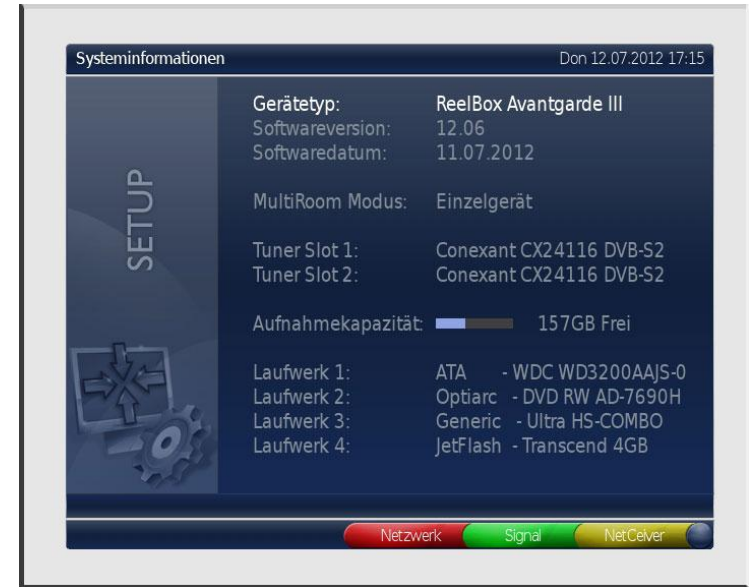 Systeminformationen Don 12.07.2012 17:15
SETUP
Gerätetyp: ReelBox Avantgarde III
Softwareversion: 12.06
Softwaredatum: 11.07.2012
MultiRoom Modus: Einzelgerät
Tuner Slot 1: Conexant CX24116 DVB-S2
Tuner Slot 2: Conexant CX24116 DVB-S2
Aufnahmekapazität: 157GB Frei
Laufwerk 1: ATA - WDC WD3200AAJS-0
Laufwerk 2: Optiarc - DVD RW AD-7690H
Laufwerk 3: Generic - Ultra HS-COMBO
Laufwerk 4: JetFlash - Transcend 4GB
Netzwerk Signal NetCeiver